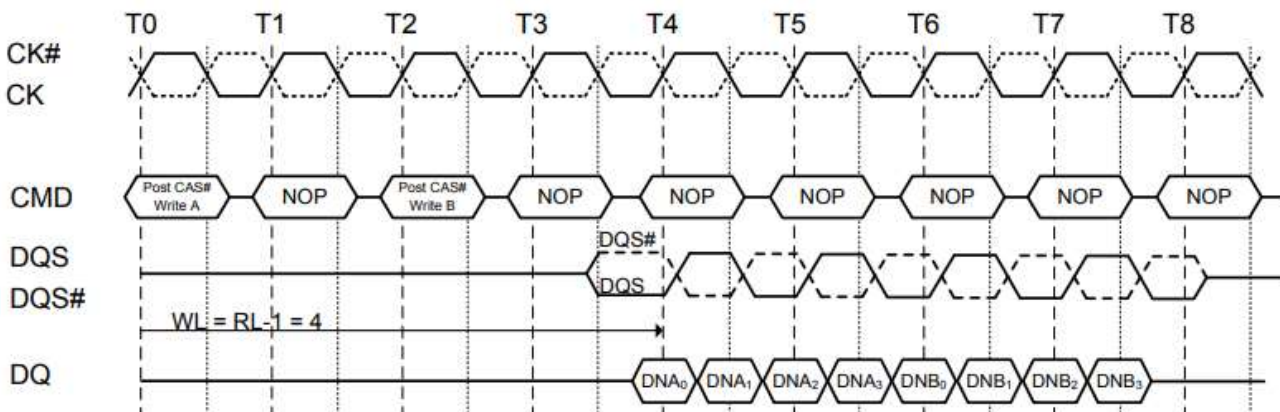 T0 T1 T2 T3 T4 T5 T6 T7 T8
CK#
CK
CMD
Post CAS#
Write A
NOP
Post CAS#
Write B
NOP
NOP
NOP
NOP
NOP
NOP
DQS
DQS#
DQS#
DQS
WL = RL-1 = 4
DQ
DNA₀ DNA₁ DNA₂ DNA₃ DNB₀ DNB₁ DNB₂ DNB₃